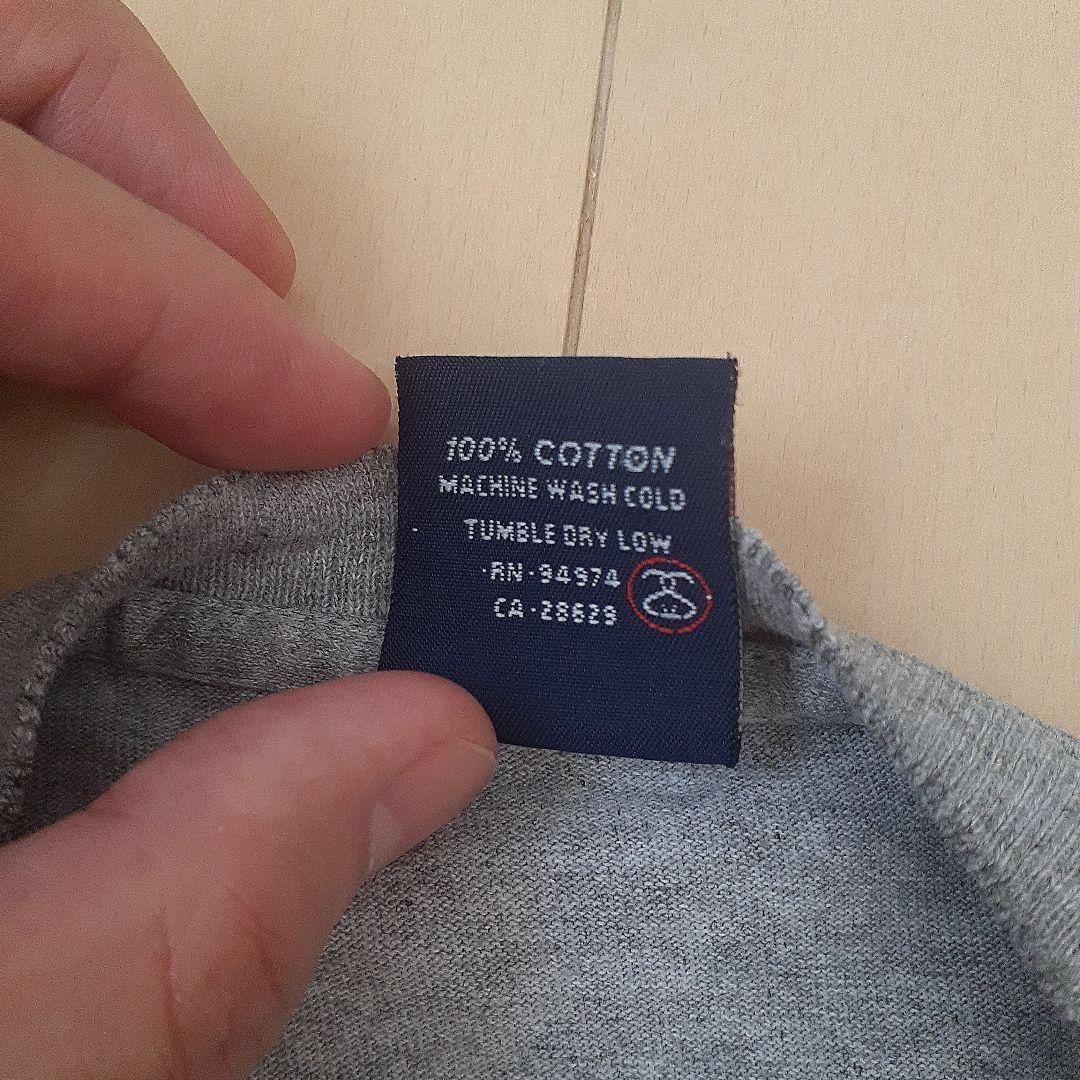 100% COTTON
MACHINE WASH COLD
TUMBLE DRY LOW
·RN·94974
CA·28629